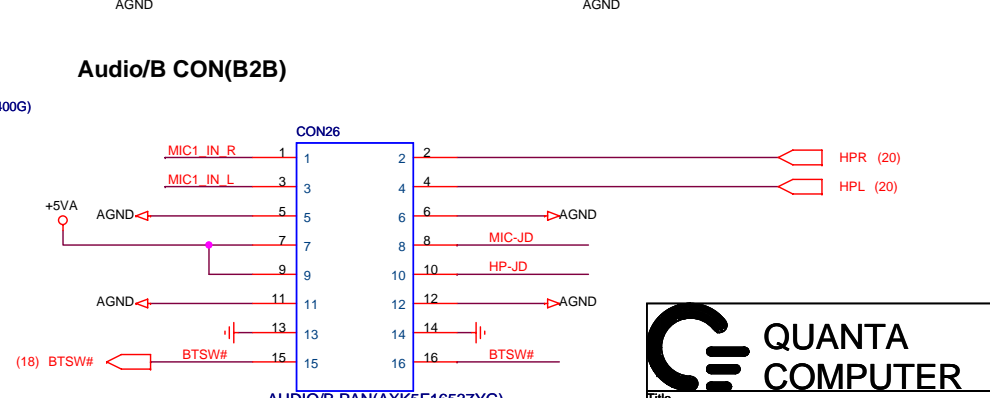 AGND AGND
Audio/B CON(B2B)
400G)
CON26
MIC1_IN_R 1 1 2 2 HPR (20)
MIC1_IN_L 3 3 4 4 HPL (20)
+5VA
AGND 5 5 6 6 AGND
7 7 8 8 MIC-JD
9 9 10 10 HP-JD
AGND 11 11 12 12 AGND
13 13 14 14
(18) BTSW# BTSW# 15 15 16 16 BTSW#
QUANTA
COMPUTER
Title